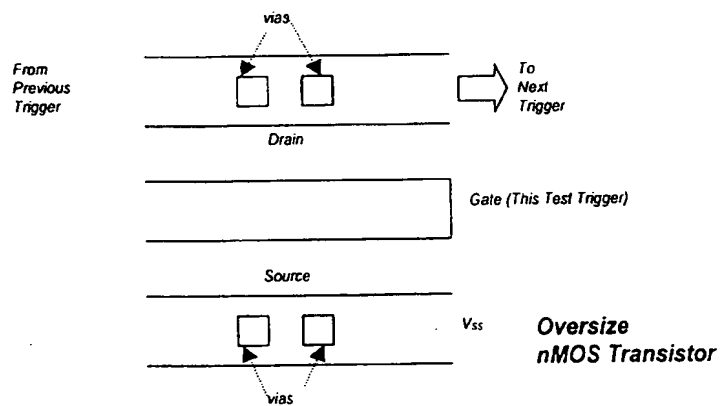 vias
From
Previous
Trigger
To
Next
Trigger
Drain
Gate (This Test Trigger)
Source
Vss
Oversize
nMOS Transistor
vias